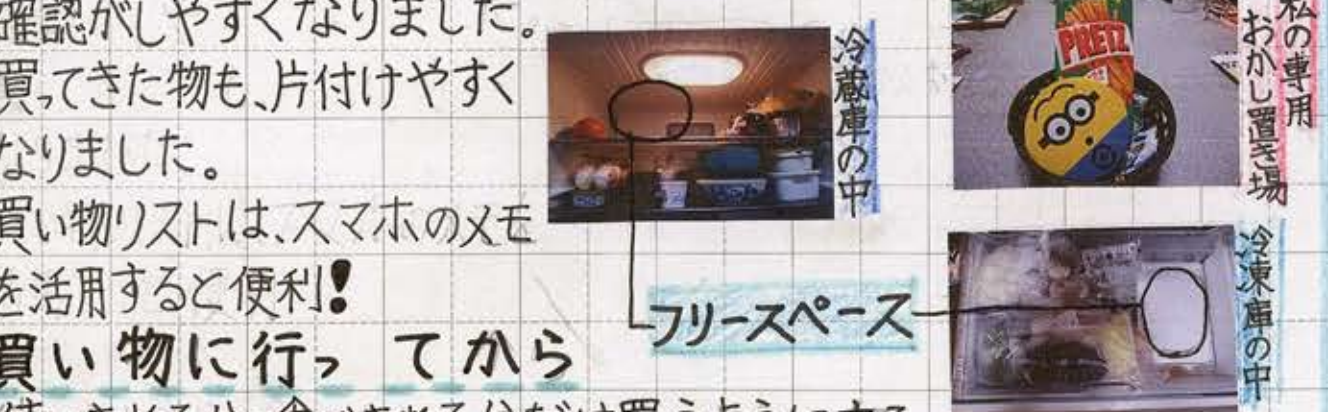 確認がしやすくなりました。
買ってきた物も、片付けやすく
なりました。
買い物リストは、スマホのメモ
を活用すると便利!
買い物に行ってから
冷蔵庫の中
フリースペース
私の専用
おかし置き場
PRETZ
冷凍庫の中